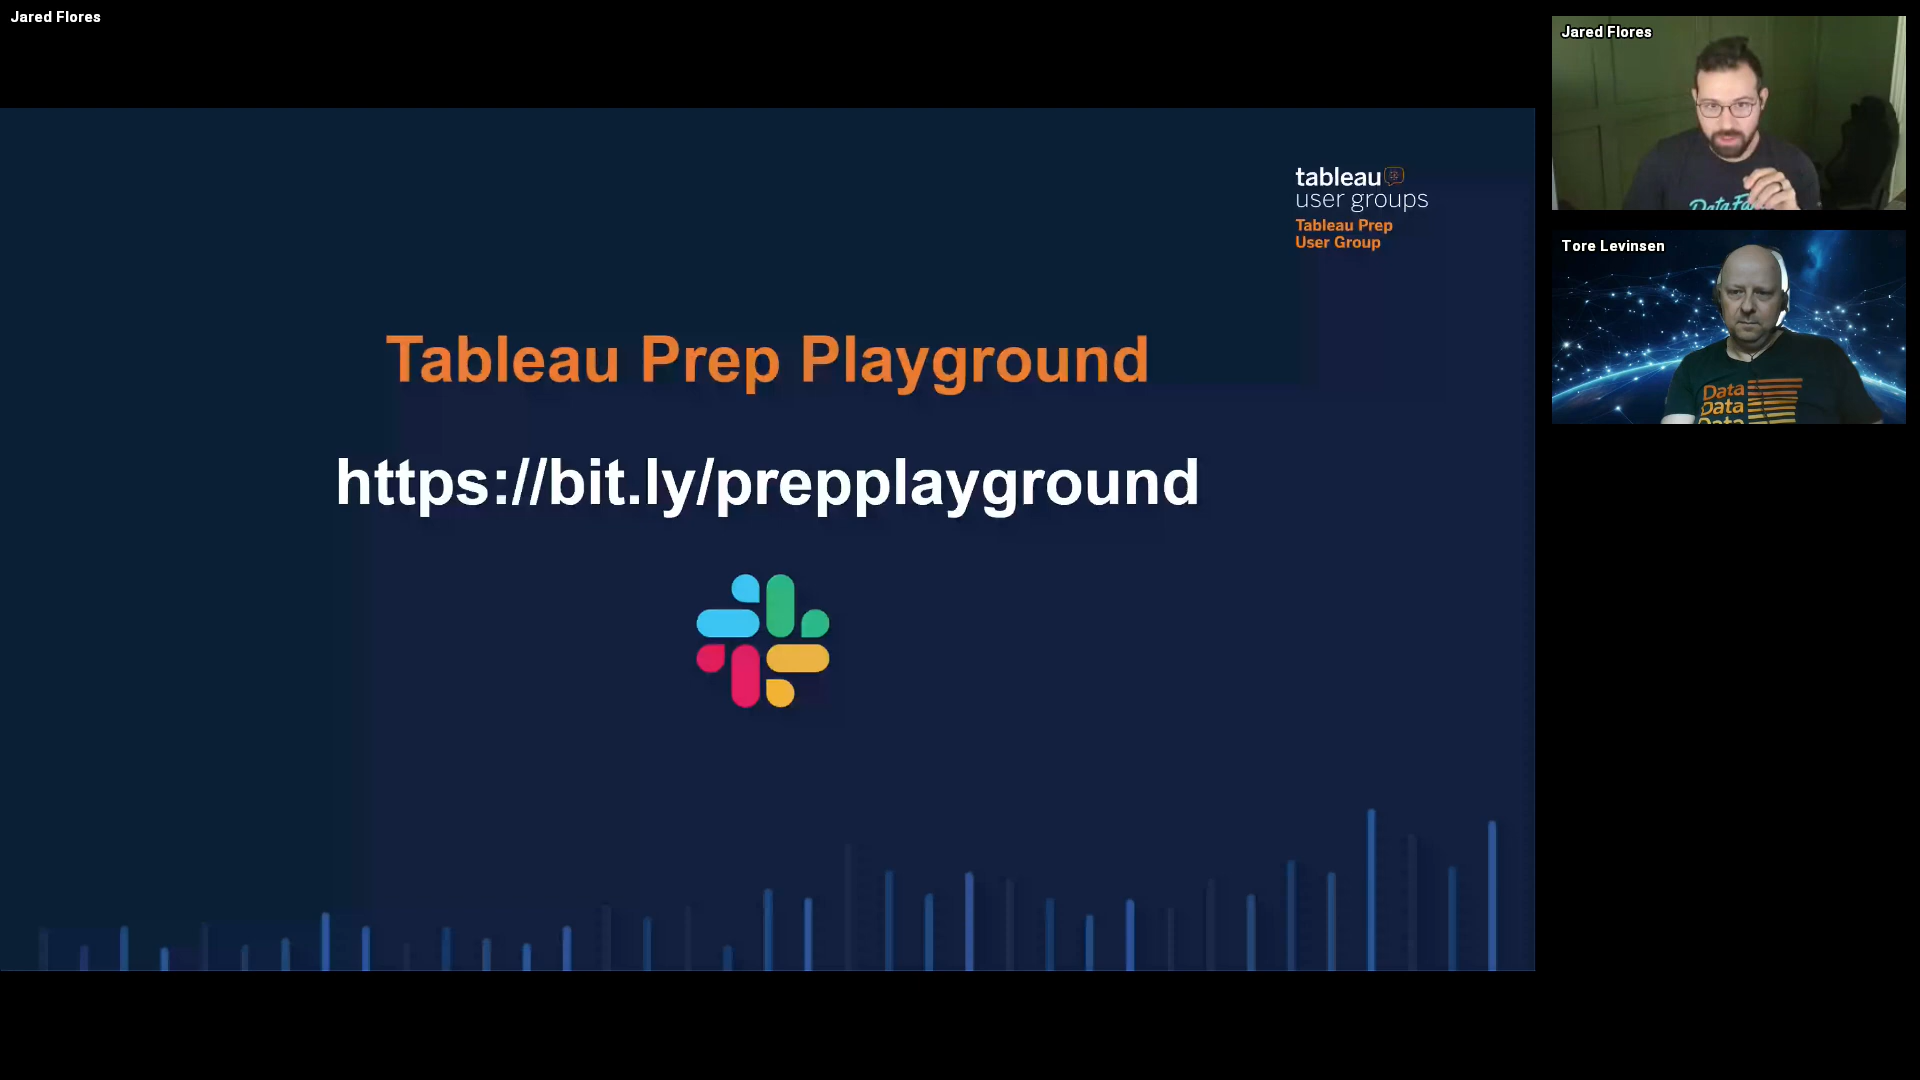 Jared Flores
tableau
user groups
Tableau Prep
User Group
Tableau Prep Playground
https://bit.ly/prepplayground
Jared Flores
Tore Levinsen
Data
Data
Data